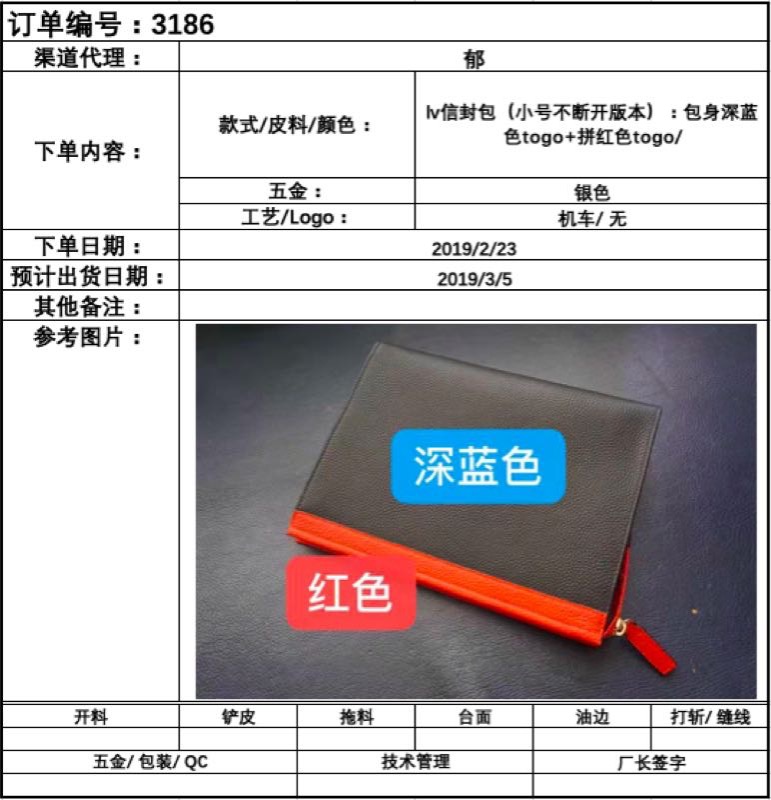 订单编号：3186
渠道代理： 郁
下单内容： 款式/皮料/颜色： lv信封包（小号不断开版本）：包身深蓝
色togo+拼红色togo/
五金： 银色
工艺/Logo： 机车/ 无
下单日期： 2019/2/23
预计出货日期： 2019/3/5
其他备注：
参考图片：
深蓝色
红色
开料 铲皮 拖料 台面 油边 打斩/ 缝线
五金/ 包装/ QC 技术管理 厂长签字